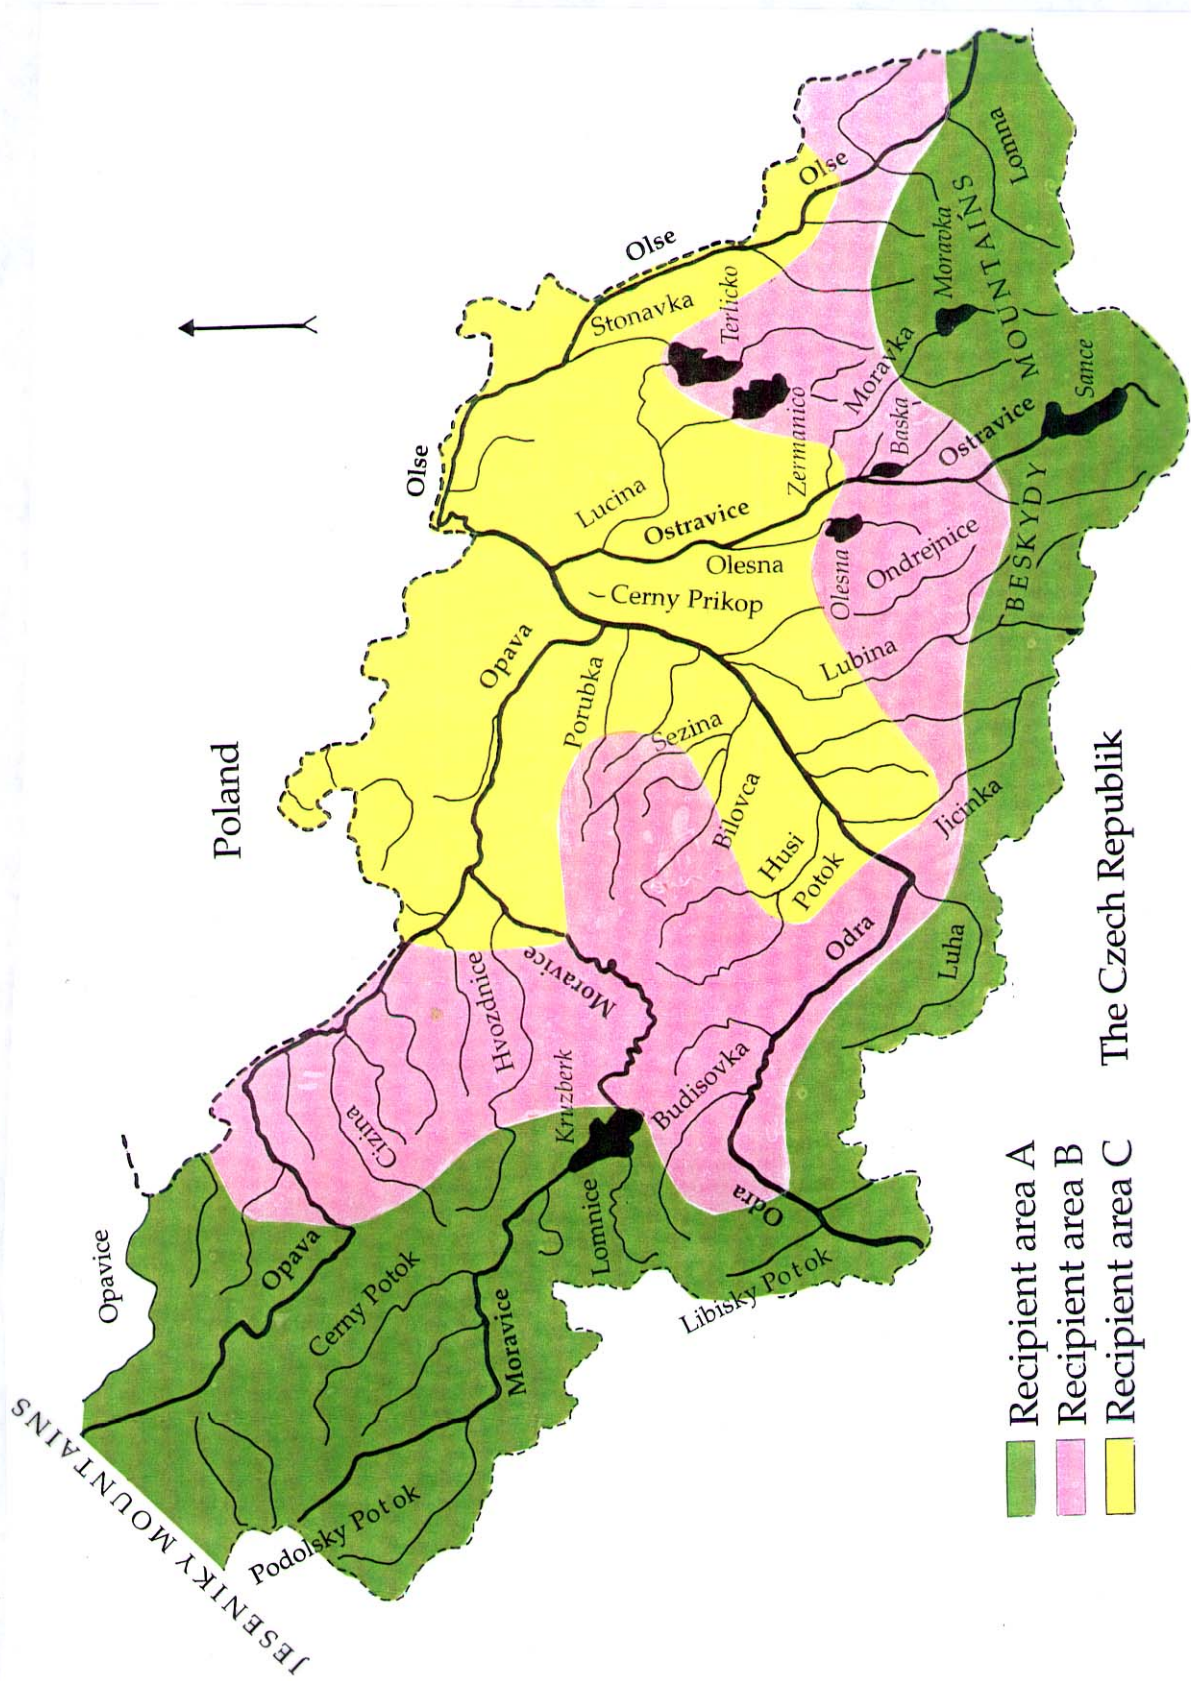 JESENIKY MOUNTAINS
Opavice
Poland
Podolsky Potok
Cerny Potok
Opava
Moravice
Cizina
Hvozdnice
Moravice
Kruzberk
Lomnice
Libisky Potok
Odra
Budisovka
Odra
Luha
Husi
Potok
Bilovca
Jicinka
Sezina
Porubka
Opava
Lubina
Cerny Prikop
Olesna
Olesna
Ondrejnice
Ostravice
Lucina
Olse
Zermanico
Baska
Ostravice
BESKYDY
MOUNTAINS
Moravka
Sance
Moravka
Terlicko
Stonavka
Olse
Olse
Lomna
Recipient area A
Recipient area B
Recipient area C
The Czech Republik